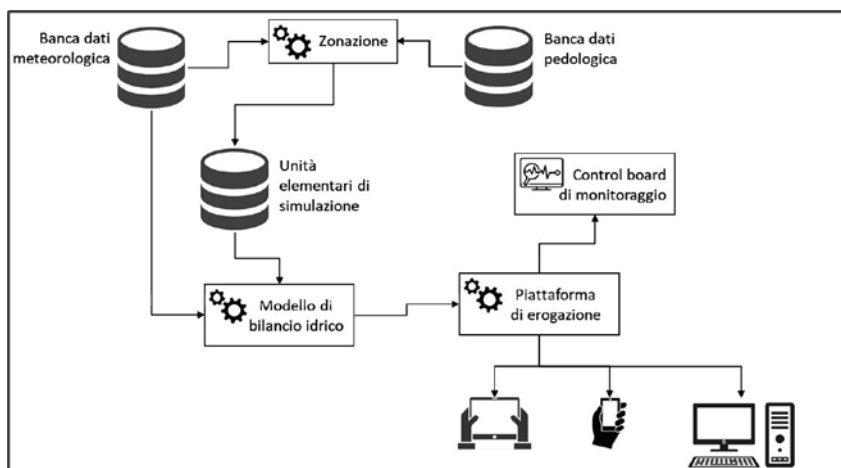 Banca dati
meteorologica
Zonazione
Banca dati
pedologica
Unità
elementari di
simulazione
Control board
di monitoraggio
Modello di
bilancio idrico
Piattaforma
di erogazione